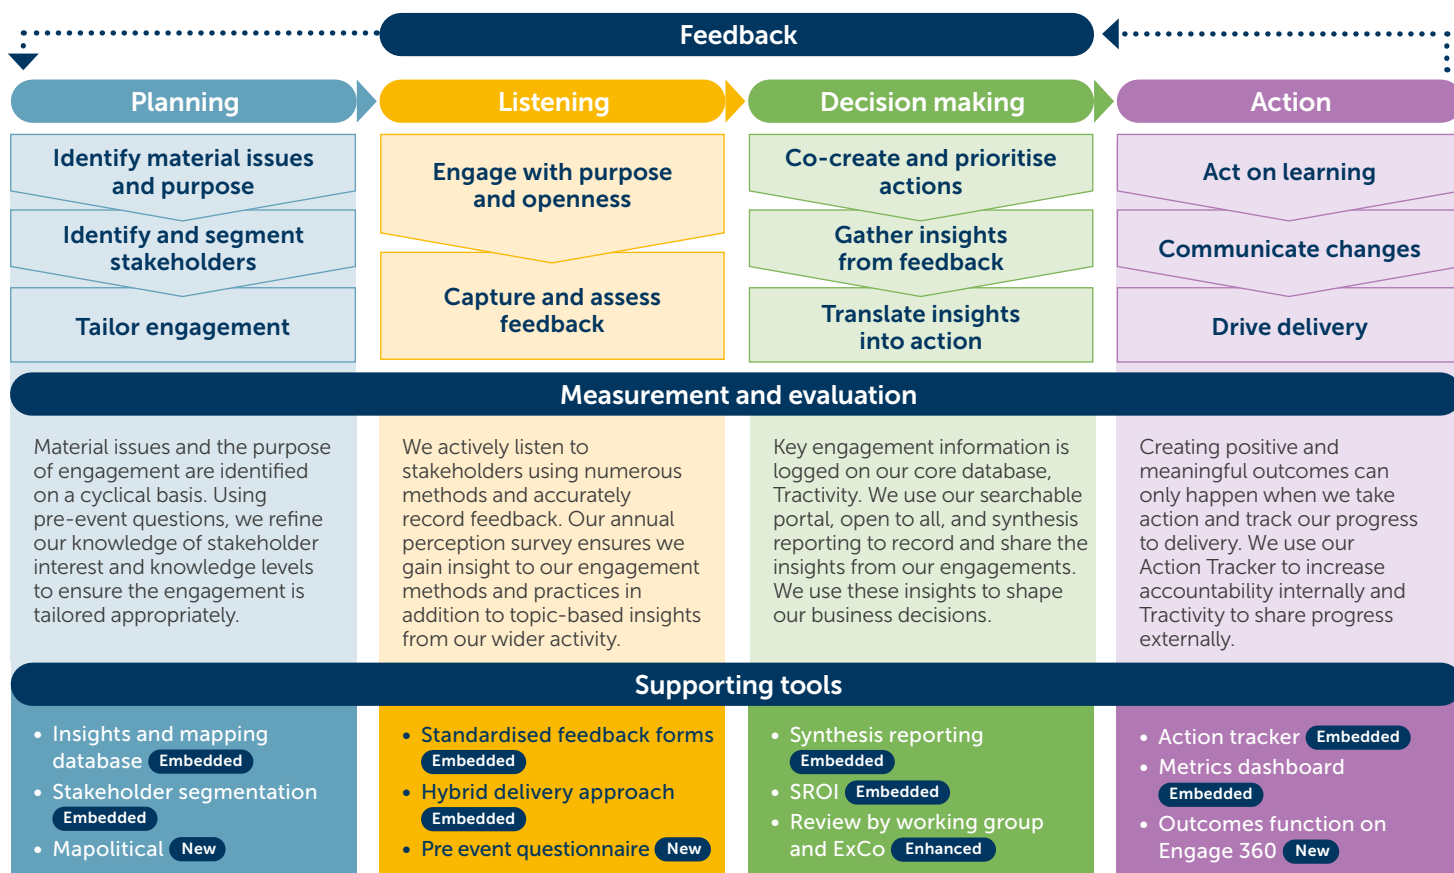 Feedback
Planning
Listening
Decision making
Action
Identify material issues
and purpose
Identify and segment
stakeholders
Tailor engagement
Engage with purpose
and openness
Capture and assess
feedback
Co-create and prioritise
actions
Gather insights
from feedback
Translate insights
into action
Act on learning
Communicate changes
Drive delivery
Measurement and evaluation
Material issues and the purpose
of engagement are identified
on a cyclical basis. Using
pre-event questions, we refine
our knowledge of stakeholder
interest and knowledge levels
to ensure the engagement is
tailored appropriately.
We actively listen to
stakeholders using numerous
methods and accurately
record feedback. Our annual
perception survey ensures we
gain insight to our engagement
methods and practices in
addition to topic-based insights
from our wider activity.
Key engagement information is
logged on our core database,
Tractivity. We use our searchable
portal, open to all, and synthesis
reporting to record and share the
insights from our engagements.
We use these insights to shape
our business decisions.
Creating positive and
meaningful outcomes can
only happen when we take
action and track our progress
to delivery. We use our
Action Tracker to increase
accountability internally and
Tractivity to share progress
externally.
Supporting tools
• Insights and mapping
database Embedded
• Stakeholder segmentation
Embedded
• Mapolitical New
• Standardised feedback forms
Embedded
• Hybrid delivery approach
Embedded
• Pre event questionnaire New
• Synthesis reporting
Embedded
• SROI Embedded
• Review by working group
and ExCo Enhanced
• Action tracker Embedded
• Metrics dashboard
Embedded
• Outcomes function on
Engage 360 New